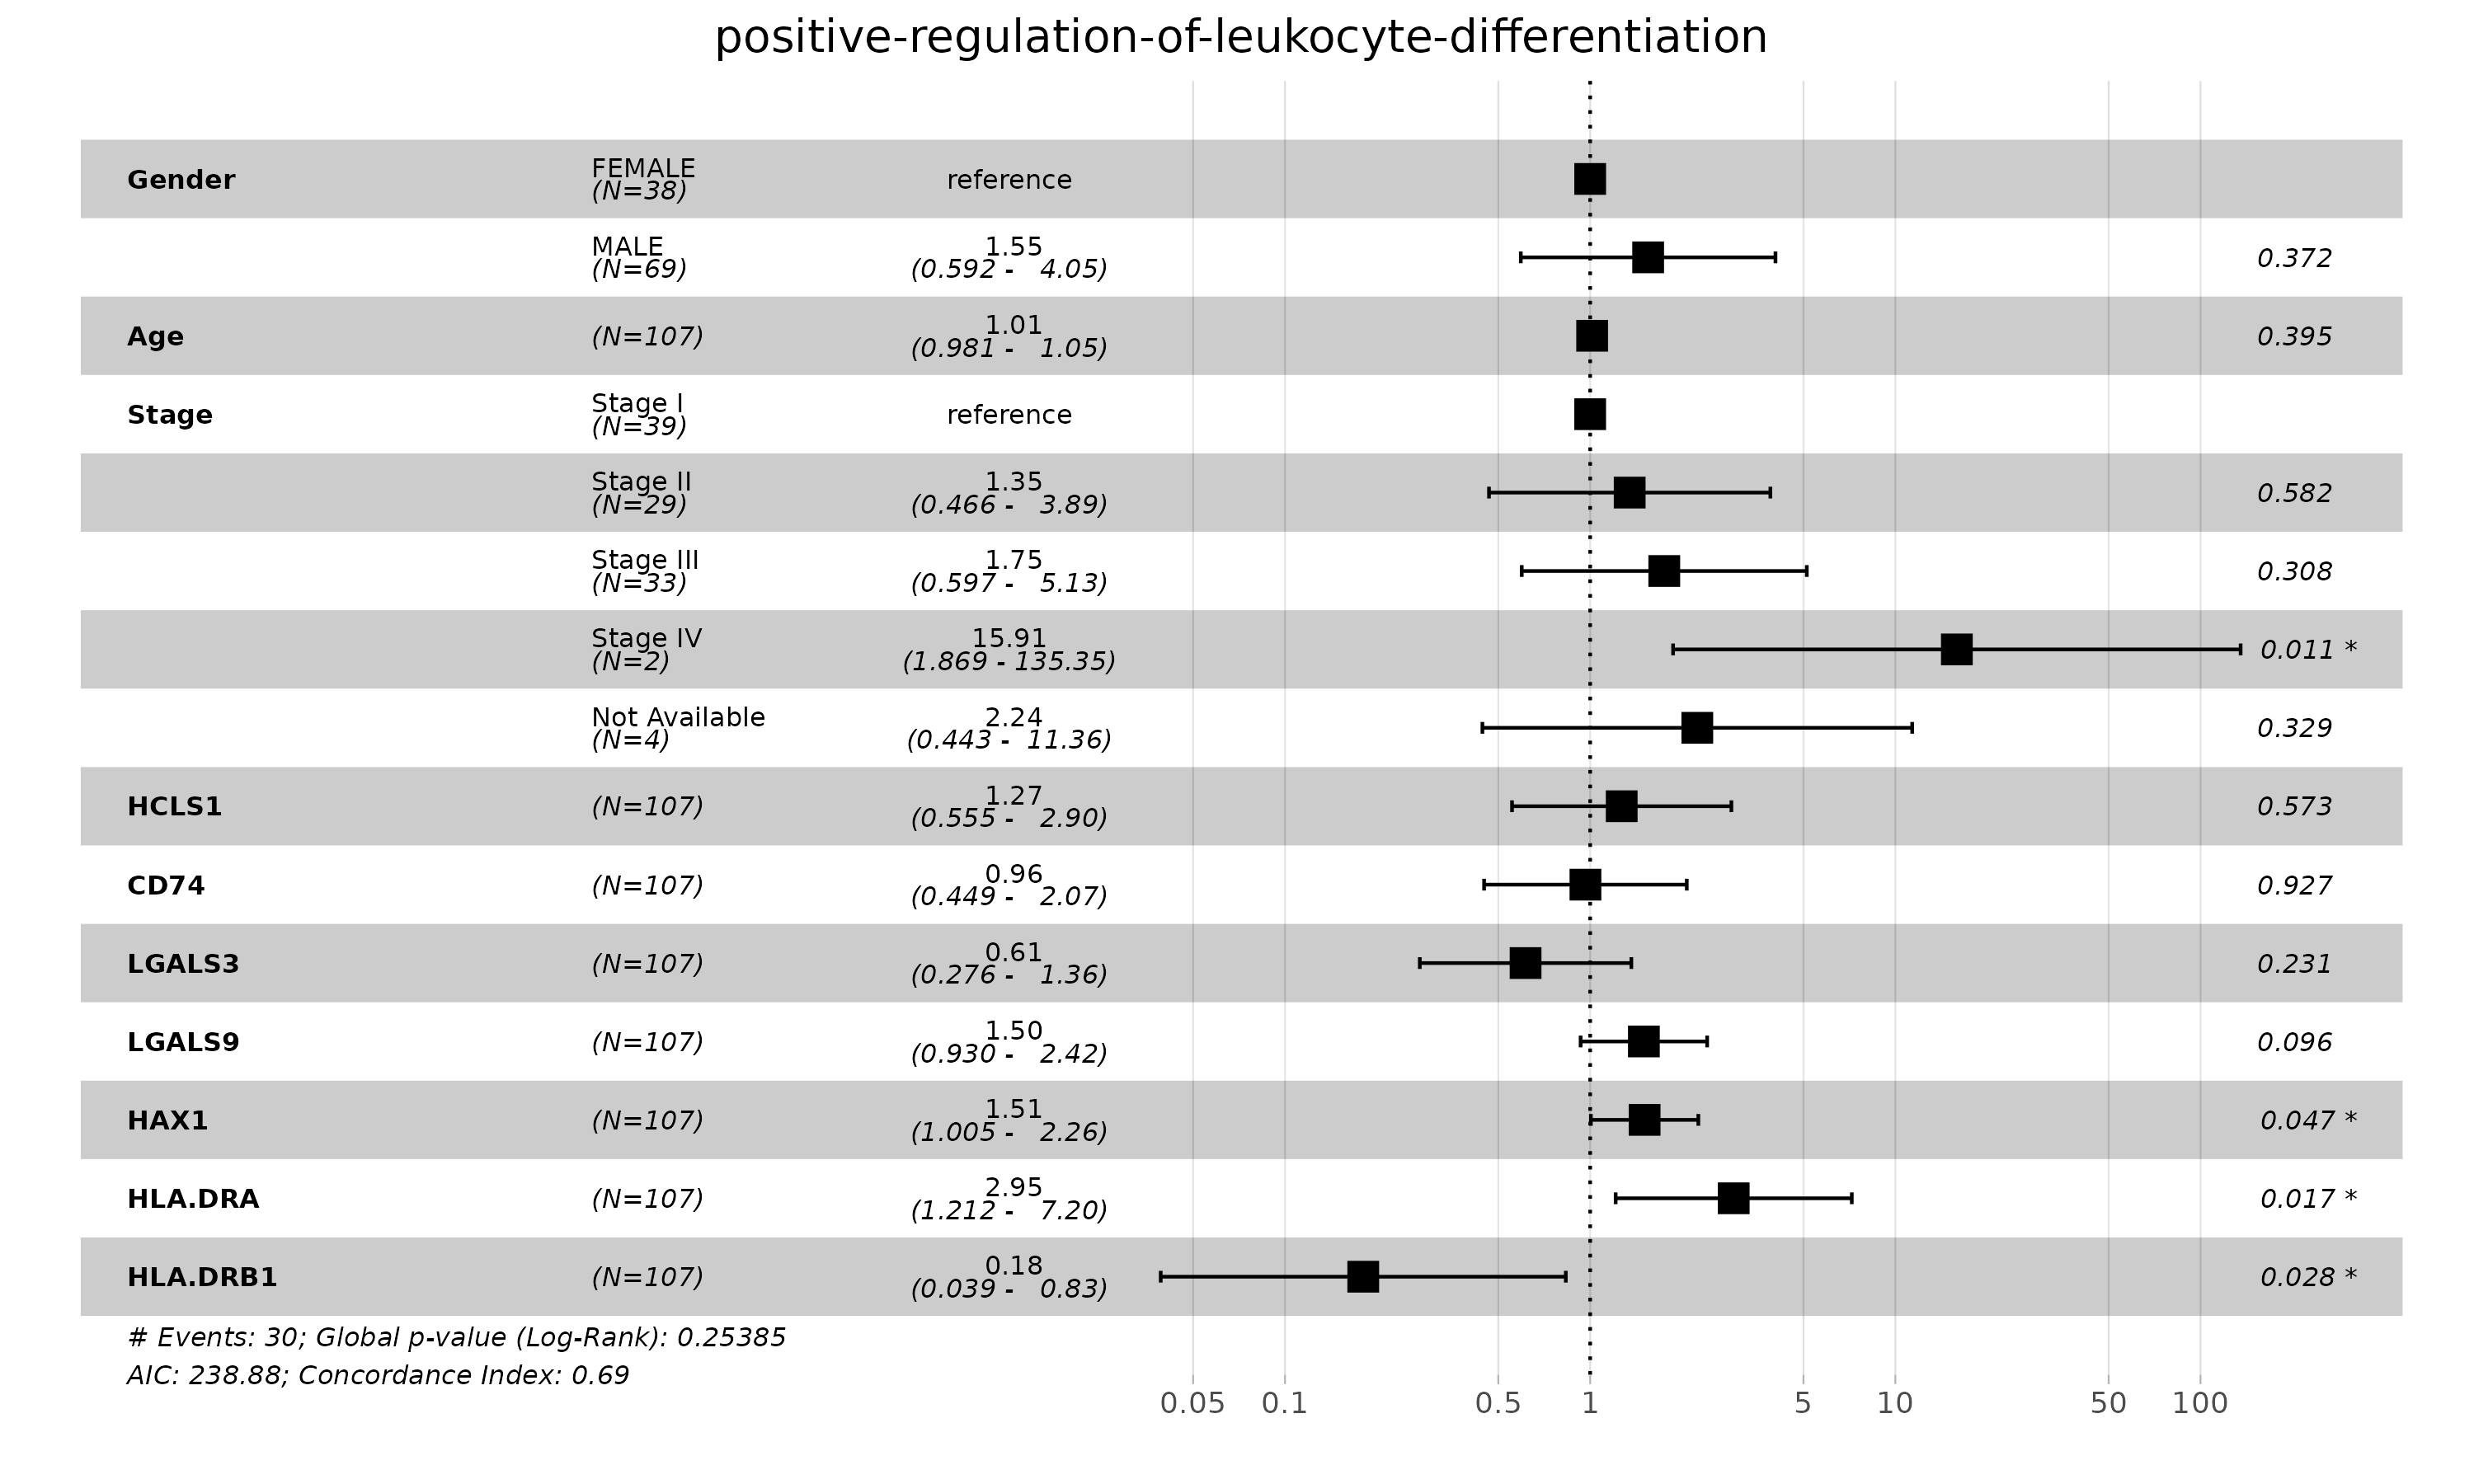 positive-regulation-of-leukocyte-differentiation
Gender
FEMALE
(N=38)
reference
MALE
(N=69)
1.55
(0.592 - 4.05)
0.372
Age
(N=107)
1.01
(0.981 - 1.05)
0.395
Stage
Stage I
(N=39)
reference
Stage II
(N=29)
1.35
(0.466 - 3.89)
0.582
Stage III
(N=33)
1.75
(0.597 - 5.13)
0.308
Stage IV
(N=2)
15.91
(1.869 - 135.35)
0.011 *
Not Available
(N=4)
2.24
(0.443 - 11.36)
0.329
HCLS1
(N=107)
1.27
(0.555 - 2.90)
0.573
CD74
(N=107)
0.96
(0.449 - 2.07)
0.927
LGALS3
(N=107)
0.61
(0.276 - 1.36)
0.231
LGALS9
(N=107)
1.50
(0.930 - 2.42)
0.096
HAX1
(N=107)
1.51
(1.005 - 2.26)
0.047 *
HLA.DRA
(N=107)
2.95
(1.212 - 7.20)
0.017 *
HLA.DRB1
(N=107)
0.18
(0.039 - 0.83)
0.028 *
# Events: 30; Global p-value (Log-Rank): 0.25385
AIC: 238.88; Concordance Index: 0.69
0.05 0.1 0.5 1 5 10 50 100